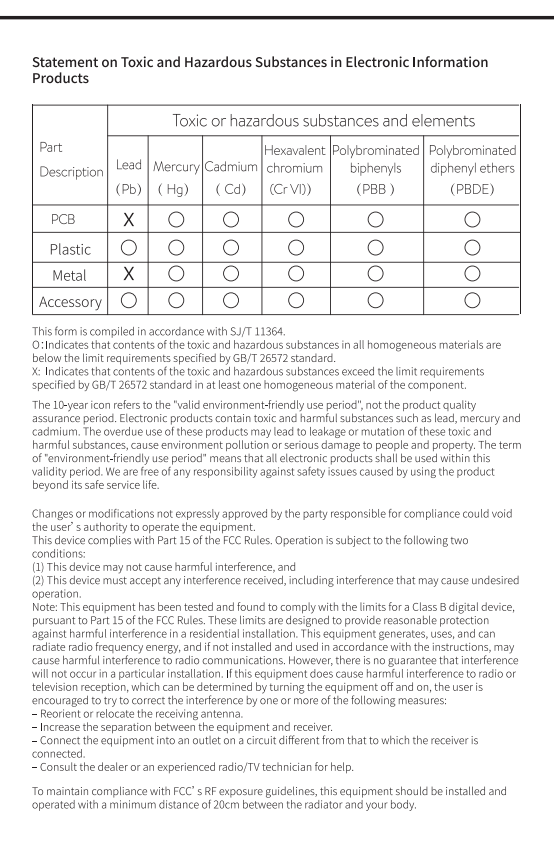 Statement on Toxic and Hazardous Substances in Electronic Information
Products
Toxic or hazardous substances and elements
Part
Description
Lead
(Pb)
Mercury
( Hg)
Cadmium
( Cd)
Hexavalent
chromium
(Cr VI))
Polybrominated
biphenyls
(PBB )
Polybrominated
diphenyl ethers
(PBDE)
PCB X ○ ○ ○ ○ ○
Plastic ○ ○ ○ ○ ○ ○
Metal X ○ ○ ○ ○ ○
Accessory ○ ○ ○ ○ ○ ○
This form is compiled in accordance with SJ/T 11364.
O:Indicates that contents of the toxic and hazardous substances in all homogeneous materials are
below the limit requirements specified by GB/T 26572 standard.
X: Indicates that contents of the toxic and hazardous substances exceed the limit requirements
specified by GB/T 26572 standard in at least one homogeneous material of the component.
The 10-year icon refers to the "valid environment-friendly use period", not the product quality
assurance period. Electronic products contain toxic and harmful substances such as lead, mercury and
cadmium. The overdue use of these products may lead to leakage or mutation of these toxic and
harmful substances, cause environment pollution or serious damage to people and property. The term
of "environment-friendly use period" means that all electronic products shall be used within this
validity period. We are free of any responsibility against safety issues caused by using the product
beyond its safe service life.
Changes or modifications not expressly approved by the party responsible for compliance could void
the user's authority to operate the equipment.
This device complies with Part 15 of the FCC Rules. Operation is subject to the following two
conditions:
(1) This device may not cause harmful interference, and
(2) This device must accept any interference received, including interference that may cause undesired
operation.
Note: This equipment has been tested and found to comply with the limits for a Class B digital device,
pursuant to Part 15 of the FCC Rules. These limits are designed to provide reasonable protection
against harmful interference in a residential installation. This equipment generates, uses, and can
radiate radio frequency energy, and if not installed and used in accordance with the instructions, may
cause harmful interference to radio communications. However, there is no guarantee that interference
will not occur in a particular installation. If this equipment does cause harmful interference to radio or
television reception, which can be determined by turning the equipment off and on, the user is
encouraged to try to correct the interference by one or more of the following measures:
– Reorient or relocate the receiving antenna.
– Increase the separation between the equipment and receiver.
– Connect the equipment into an outlet on a circuit different from that to which the receiver is
connected.
– Consult the dealer or an experienced radio/TV technician for help.
To maintain compliance with FCC's RF exposure guidelines, this equipment should be installed and
operated with a minimum distance of 20cm between the radiator and your body.